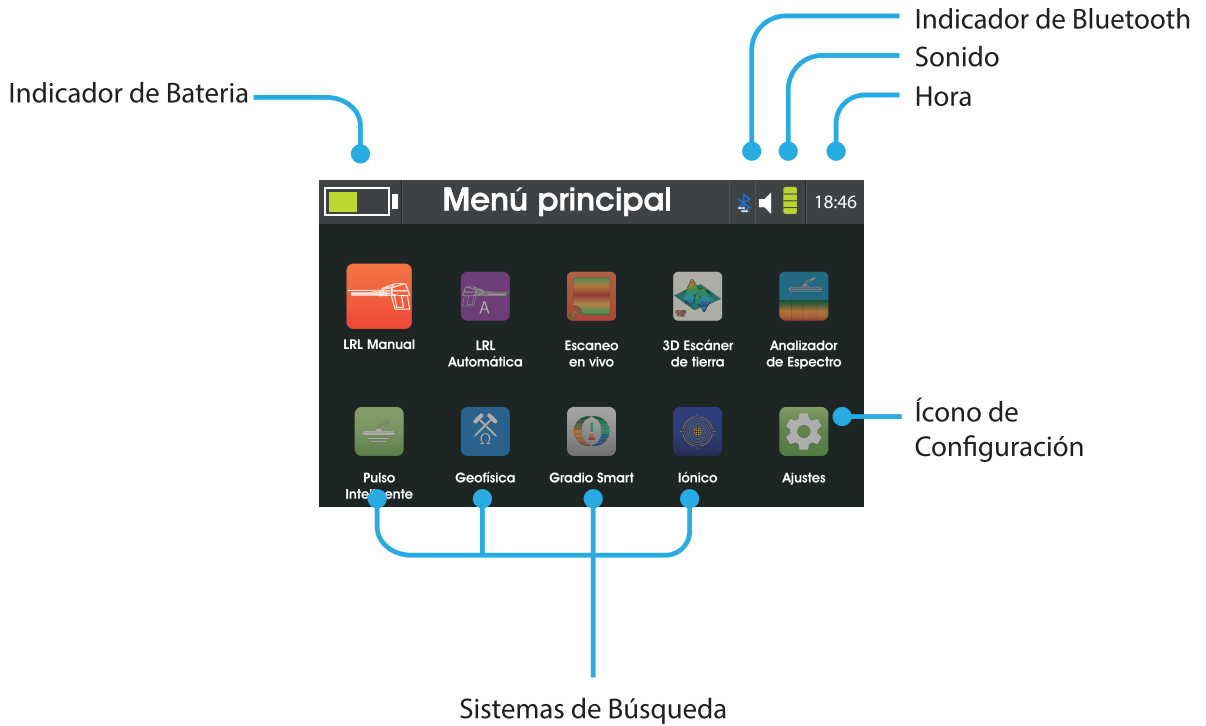 Indicador de Bluetooth
Sonido
Hora
Indicador de Bateria
Menú principal
18:46
LRL Manual
A
LRL
Automática
Escaneo
en vivo
3D Escáner
de tierra
Analizador
de Espectro
Ícono de
Configuración
Ω
Pulso
Inteligente
Geofísica
Gradio Smart
Iónico
Ajustes
Sistemas de Búsqueda